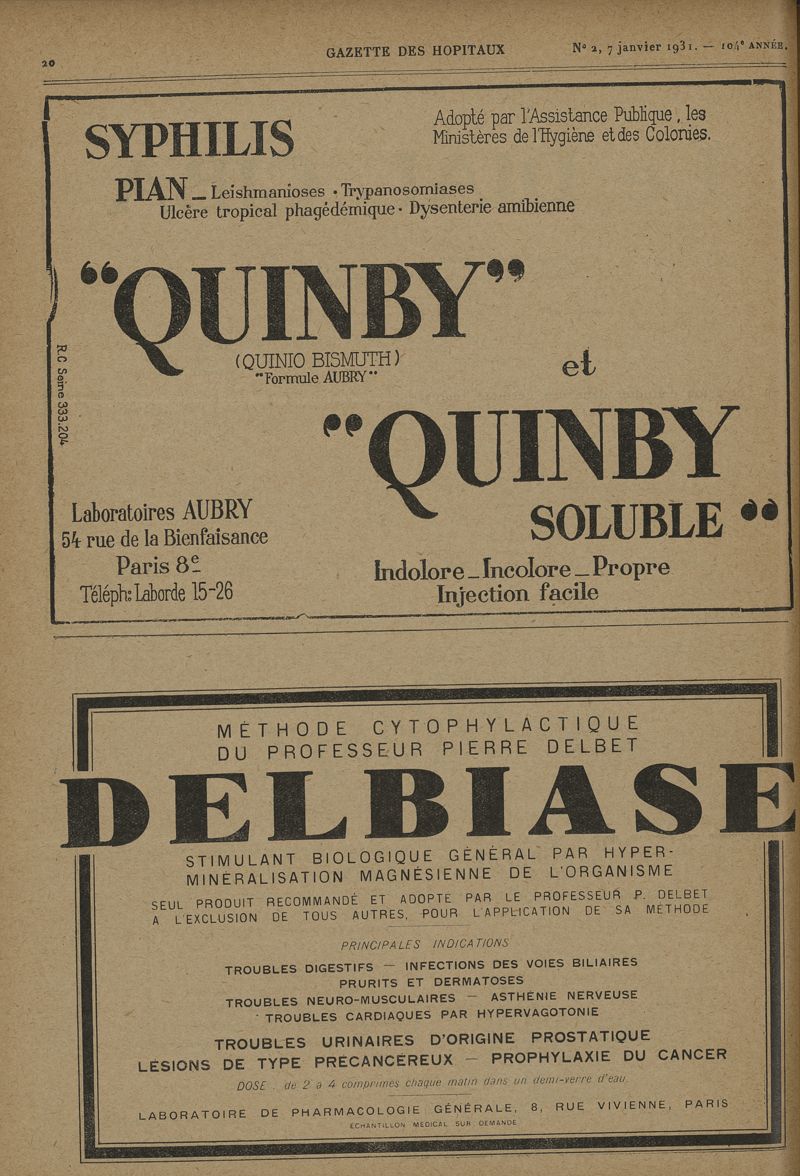 20
GAZETTE DES HOPITAUX
Nº 2, 7 janvier 1931. — 104e ANNÉE.
SYPHILIS
Adopté par l'Assistance Publique, les
Ministères de l'Hygiène et des Colonies.
PIAN _ Leishmanioses • Trypanosomiases
Ulcère tropical phagédémique • Dysenterie amibienne
“QUINBY”
(QUINIO BISMUTH)
“Formule AUBRY”
et
“QUINBY
SOLUBLE”
R.C. Seine 333.204
Laboratoires AUBRY
54 rue de la Bienfaisance
Paris 8e
Téléph: Laborde 15-26
Indolore _ Incolore _ Propre
Injection facile
MÉTHODE CYTOPHYLACTIQUE
DU PROFESSEUR PIERRE DELBET
DELBIASE
STIMULANT BIOLOGIQUE GÉNÉRAL PAR HYPER-
MINÉRALISATION MAGNÉSIENNE DE L'ORGANISME
SEUL PRODUIT RECOMMANDÉ ET ADOPTÉ PAR LE PROFESSEUR P. DELBET
A L'EXCLUSION DE TOUS AUTRES, POUR L'APPLICATION DE SA MÉTHODE
PRINCIPALES INDICATIONS
TROUBLES DIGESTIFS — INFECTIONS DES VOIES BILIAIRES
PRURITS ET DERMATOSES
TROUBLES NEURO-MUSCULAIRES — ASTHÉNIE NERVEUSE
TROUBLES CARDIAQUES PAR HYPERVAGOTONIE
TROUBLES URINAIRES D'ORIGINE PROSTATIQUE
LÉSIONS DE TYPE PRÉCANCÉREUX — PROPHYLAXIE DU CANCER
DOSE : de 2 à 4 comprimés chaque matin dans un demi-verre d'eau.
LABORATOIRE DE PHARMACOLOGIE GÉNÉRALE, 8, RUE VIVIENNE, PARIS
ECHANTILLON MÉDICAL SUR DEMANDE